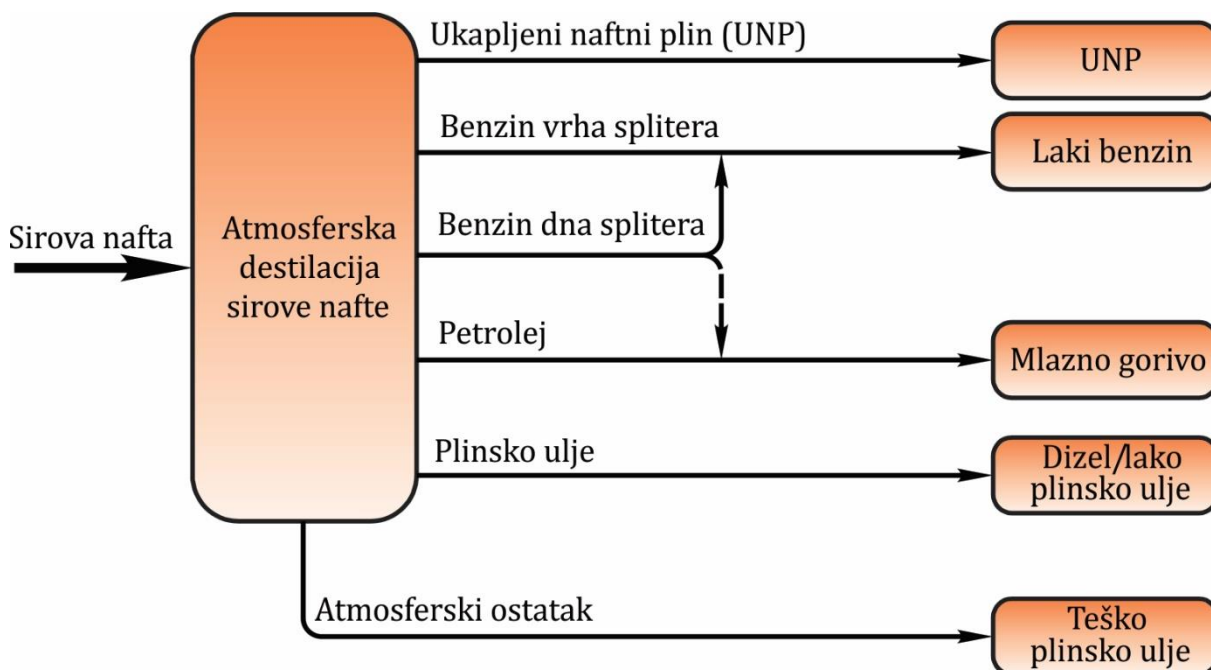 Ukapljeni naftni plin (UNP)
UNP
Benzin vrha splitera
Laki benzin
Sirova nafta
Atmosferska
destilacija
sirove nafte
Benzin dna splitera
Petrolej
Mlazno gorivo
Plinsko ulje
Dizel/lako
plinsko ulje
Atmosferski ostatak
Teško
plinsko ulje